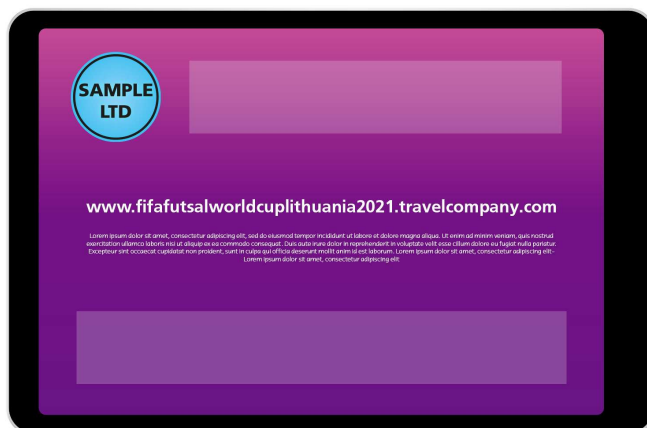 SAMPLE
LTD
www.fifafutsalworldcuplithuania2021.travelcompany.com
Lorem ipsum dolor sit amet, consectetur adipiscing elit, sed do eiusmod tempor incididunt ut labore et dolore magna aliqua. Ut enim ad minim veniam, quis nostrud
exercitation ullamco laboris nisi ut aliquip ex ea commodo consequat. Duis aute irure dolor in reprehenderit in voluptate velit esse cillum dolore eu fugiat nulla pariatur.
Excepteur sint occaecat cupidatat non proident, sunt in culpa qui officia deserunt mollit anim id est laborum. Lorem ipsum dolor sit amet, consectetur adipiscing elit-
Lorem ipsum dolor sit amet, consectetur adipiscing elit